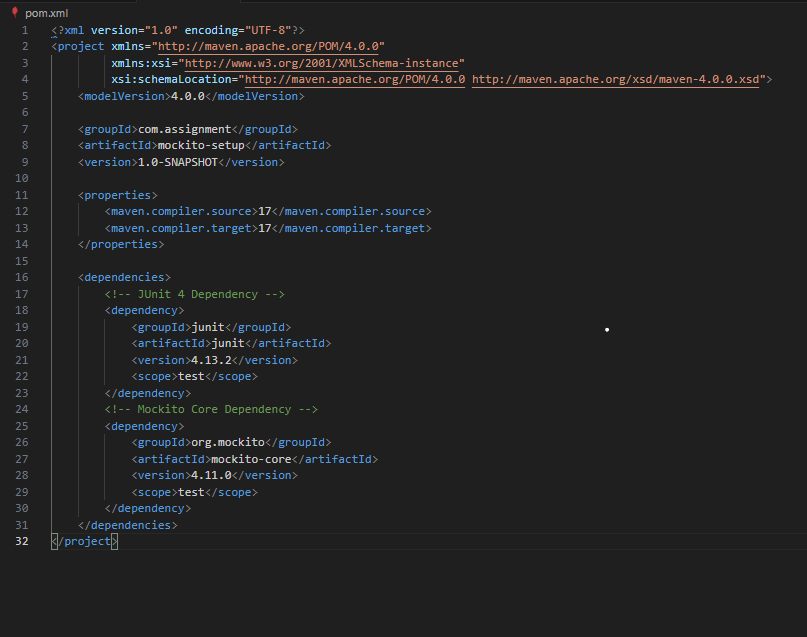 pom.xml
1 <?xml version="1.0" encoding="UTF-8"?>
2 <project xmlns="http://maven.apache.org/POM/4.0.0"
3 xmlns:xsi="http://www.w3.org/2001/XMLSchema-instance"
4 xsi:schemaLocation="http://maven.apache.org/POM/4.0.0 http://maven.apache.org/xsd/maven-4.0.0.xsd">
5 <modelVersion>4.0.0</modelVersion>
6
7 <groupId>com.assignment</groupId>
8 <artifactId>mockito-setup</artifactId>
9 <version>1.0-SNAPSHOT</version>
10
11 <properties>
12 <maven.compiler.source>17</maven.compiler.source>
13 <maven.compiler.target>17</maven.compiler.target>
14 </properties>
15
16 <dependencies>
17 <!-- JUnit 4 Dependency -->
18 <dependency>
19 <groupId>junit</groupId>
20 <artifactId>junit</artifactId>
21 <version>4.13.2</version>
22 <scope>test</scope>
23 </dependency>
24 <!-- Mockito Core Dependency -->
25 <dependency>
26 <groupId>org.mockito</groupId>
27 <artifactId>mockito-core</artifactId>
28 <version>4.11.0</version>
29 <scope>test</scope>
30 </dependency>
31 </dependencies>
32 </project>